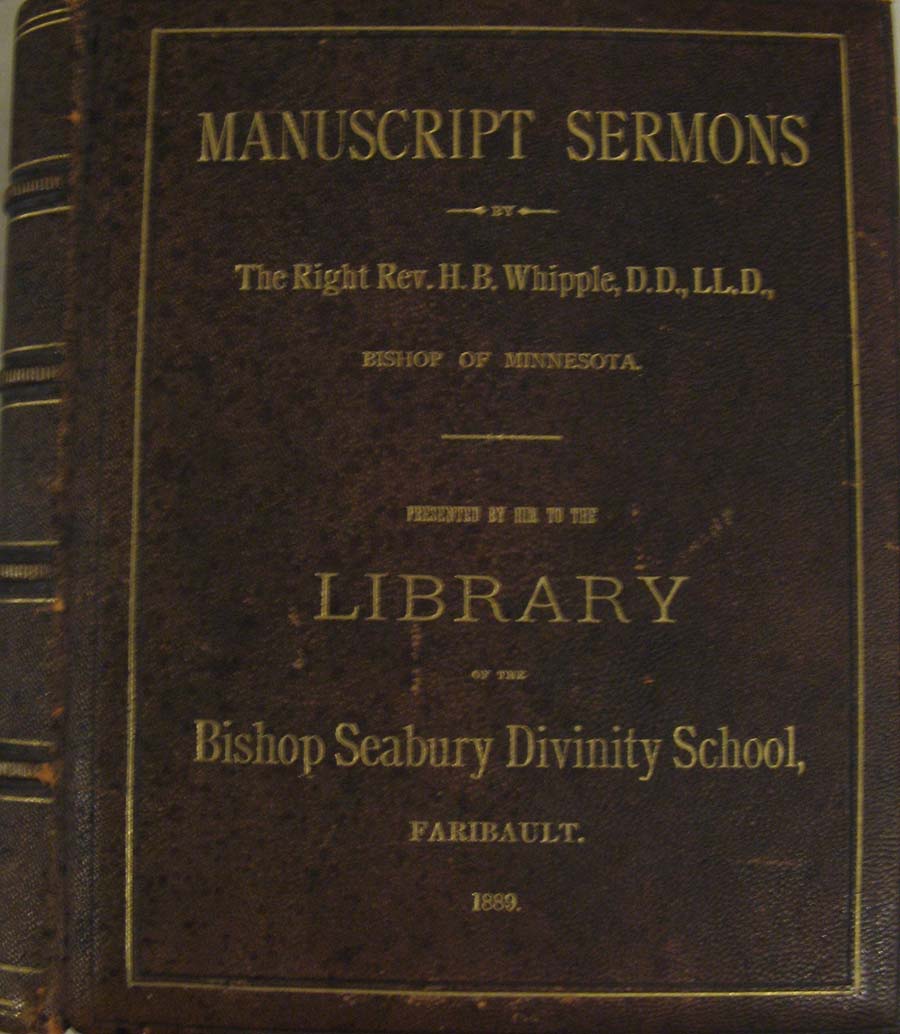 MANUSCRIPT SERMONS
BY
The Right Rev. H. B. Whipple, D.D., LL.D.,
BISHOP OF MINNESOTA.
PRESENTED BY HIM TO THE
LIBRARY
OF THE
Bishop Seabury Divinity School,
FARIBAULT.
1889.